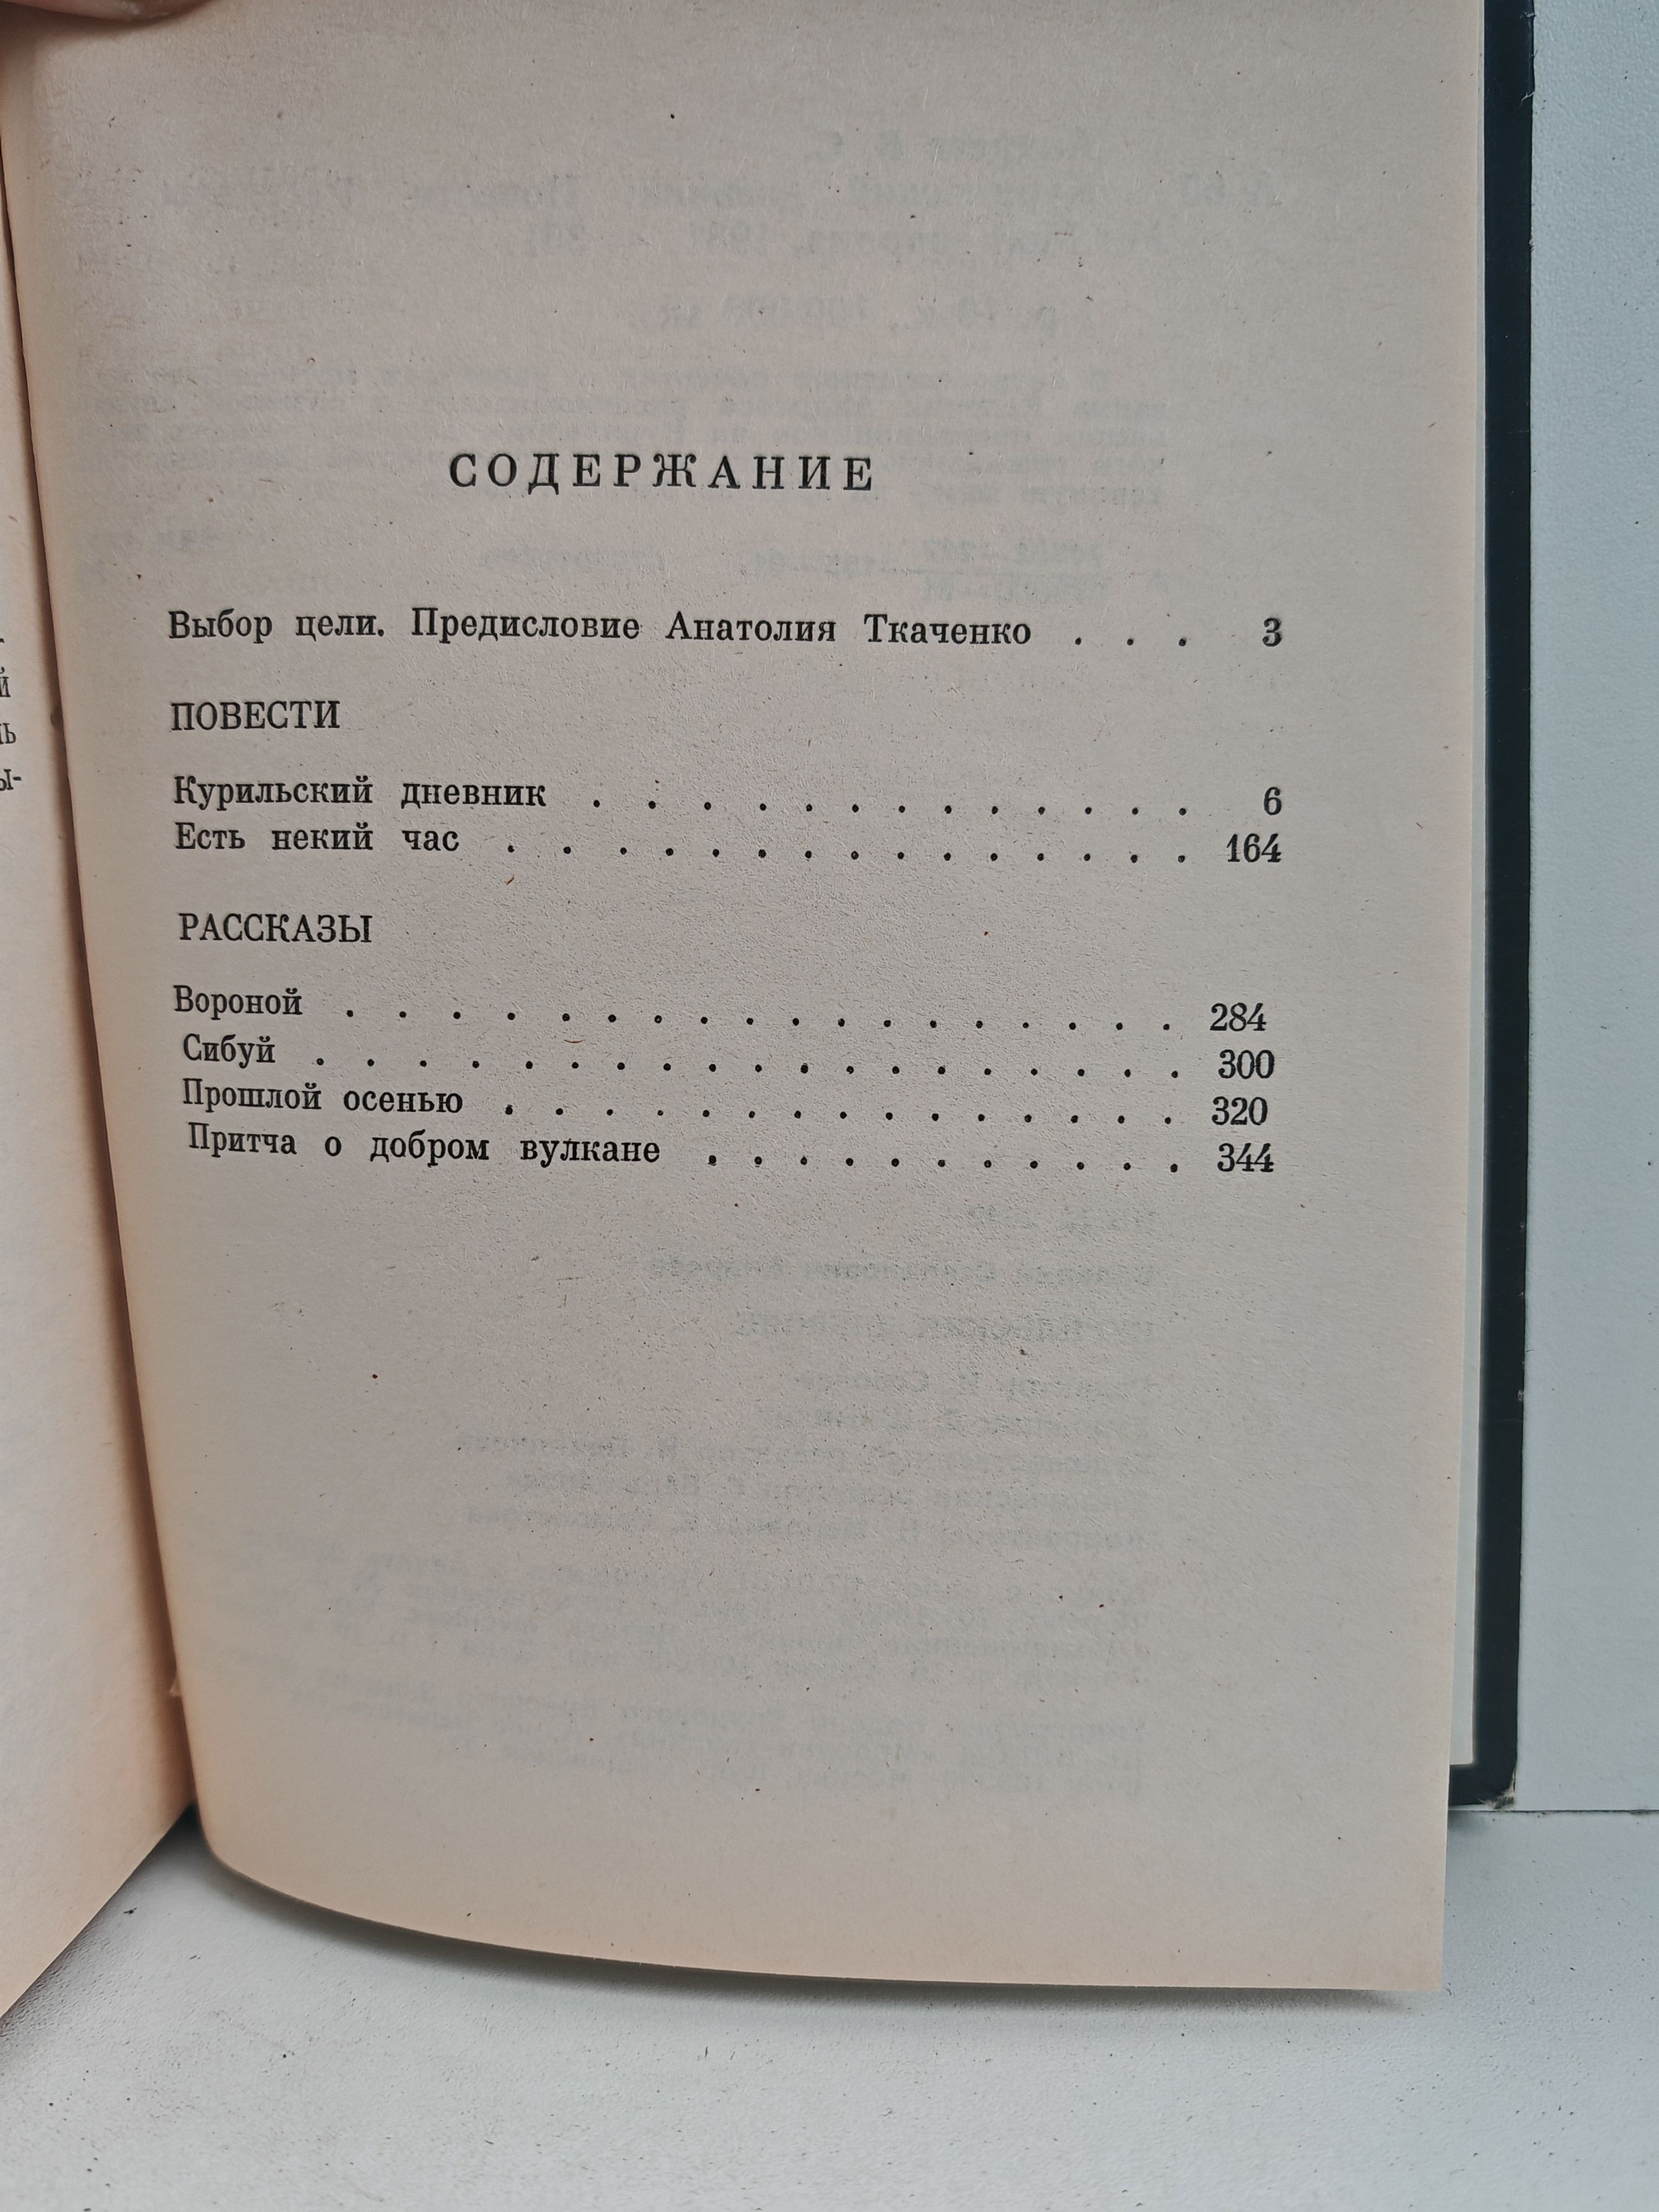 СОДЕРЖАНИЕ
Выбор цели. Предисловие Анатолия Ткаченко . . . 3
ПОВЕСТИ
Курильский дневник . . . . . . . . . . . . 6
Есть некий час . . . . . . . . . . . . . . 164
РАССКАЗЫ
Вороной . . . . . . . . . . . . . . . . . 284
Сибуй . . . . . . . . . . . . . . . . . . 300
Прошлой осенью . . . . . . . . . . . . . . 320
Притча о добром вулкане . . . . . . . . . . . 344